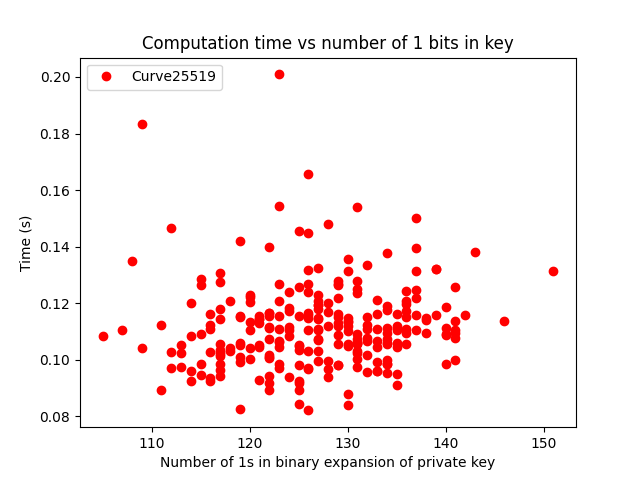 Computation time vs number of 1 bits in key
Curve25519
0.20
0.18
0.16
0.14
0.12
0.10
0.08
Time (s)
110 120 130 140 150
Number of 1s in binary expansion of private key